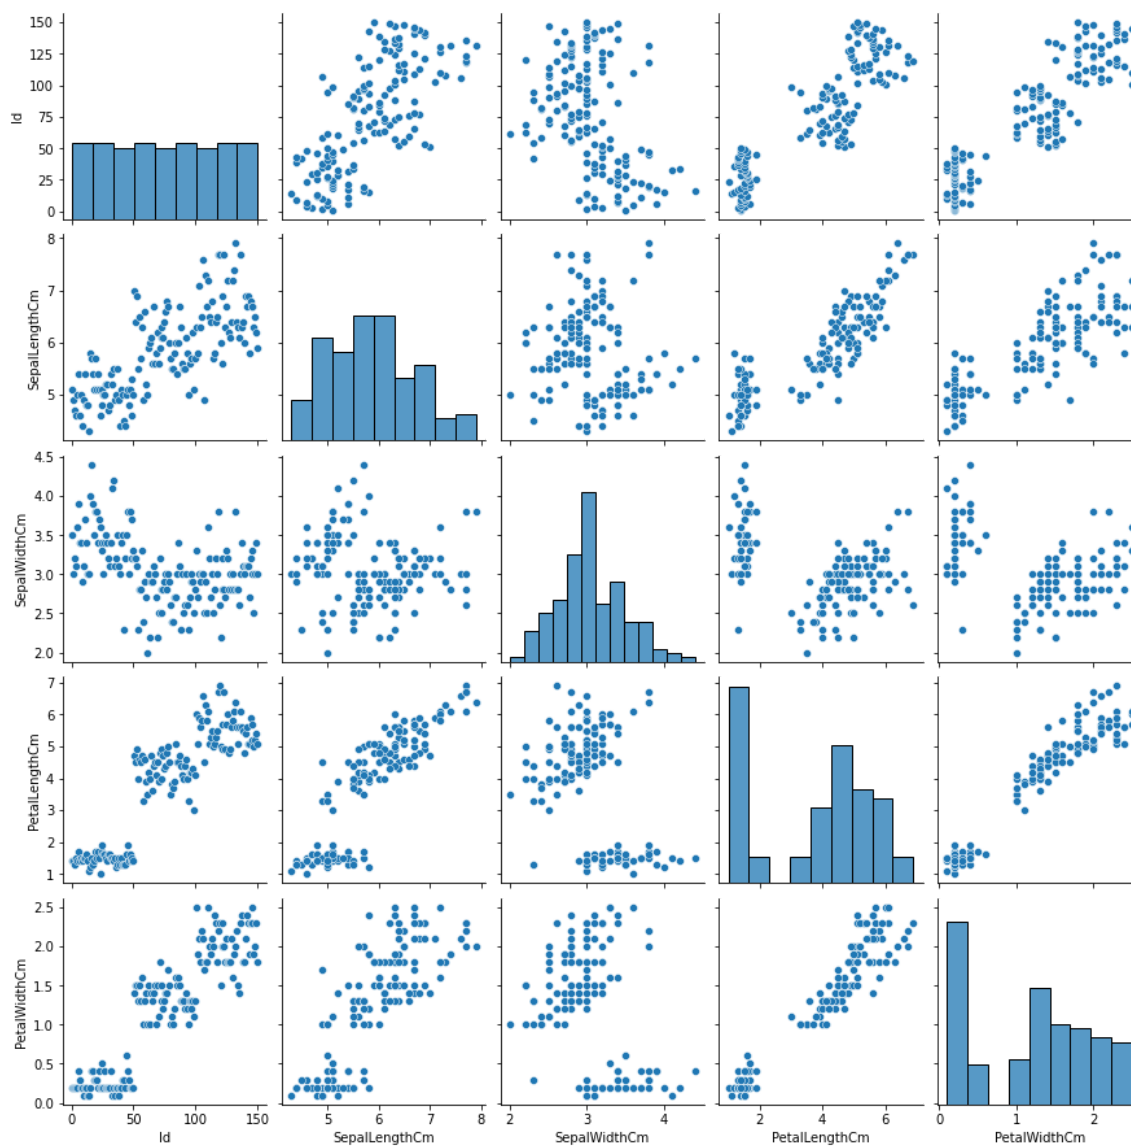 150
125
100
75
50
25
0
Id
8
7
6
5
SepalLengthCm
4.5
4.0
3.5
3.0
2.5
2.0
SepalWidthCm
7
6
5
4
3
2
1
PetalLengthCm
2.5
2.0
1.5
1.0
0.5
0.0
PetalWidthCm
0 50 100 150
Id
5 6 7 8
SepalLengthCm
2 3 4
SepalWidthCm
2 4 6
PetalLengthCm
0 1 2
PetalWidthCm